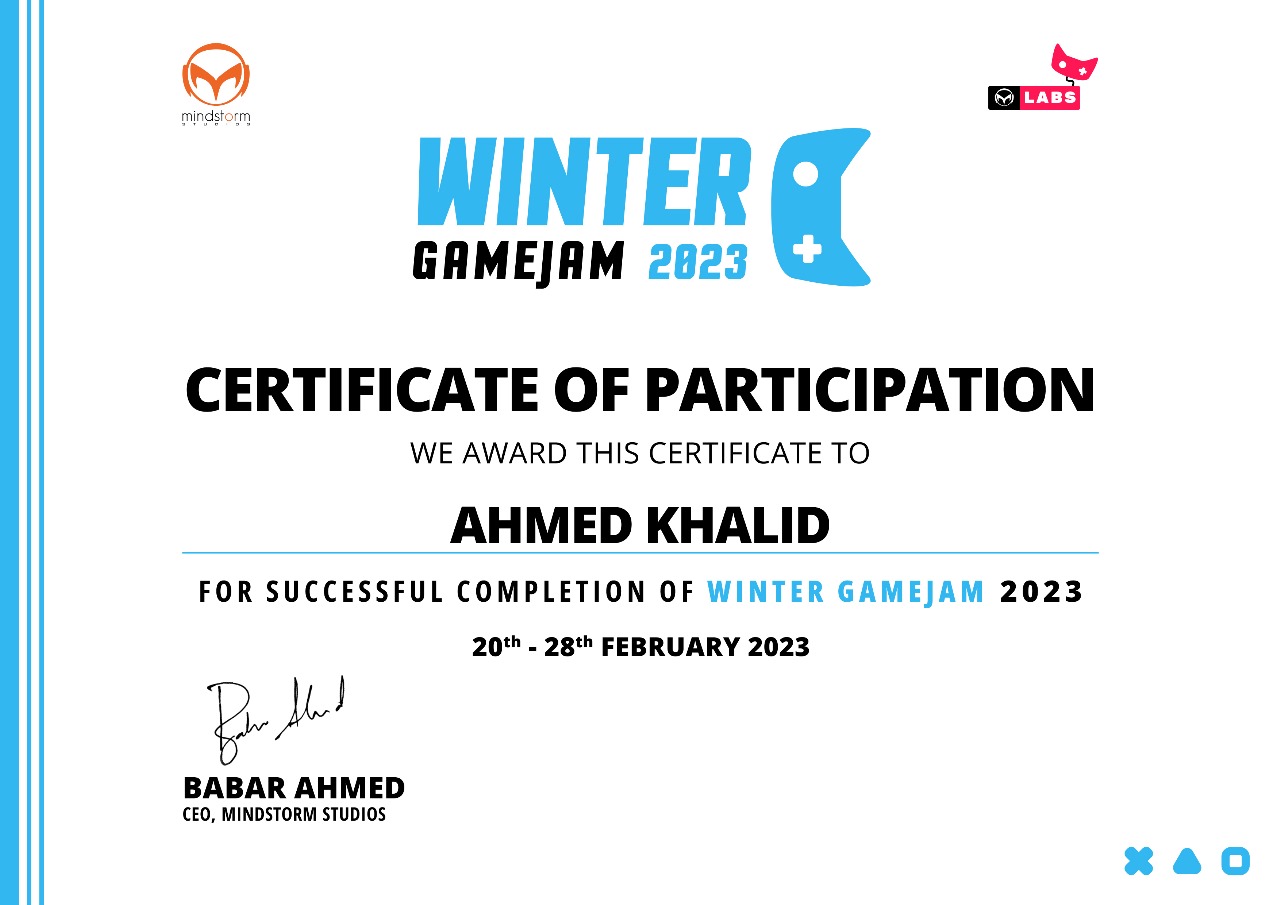 mindstorm
STUDIOS
LABS
WINTER
GAMEJAM 2023
CERTIFICATE OF PARTICIPATION
WE AWARD THIS CERTIFICATE TO
AHMED KHALID
FOR SUCCESSFUL COMPLETION OF WINTER GAMEJAM 2023
20th - 28th FEBRUARY 2023
Babar Ahmed
BABAR AHMED
CEO, MINDSTORM STUDIOS